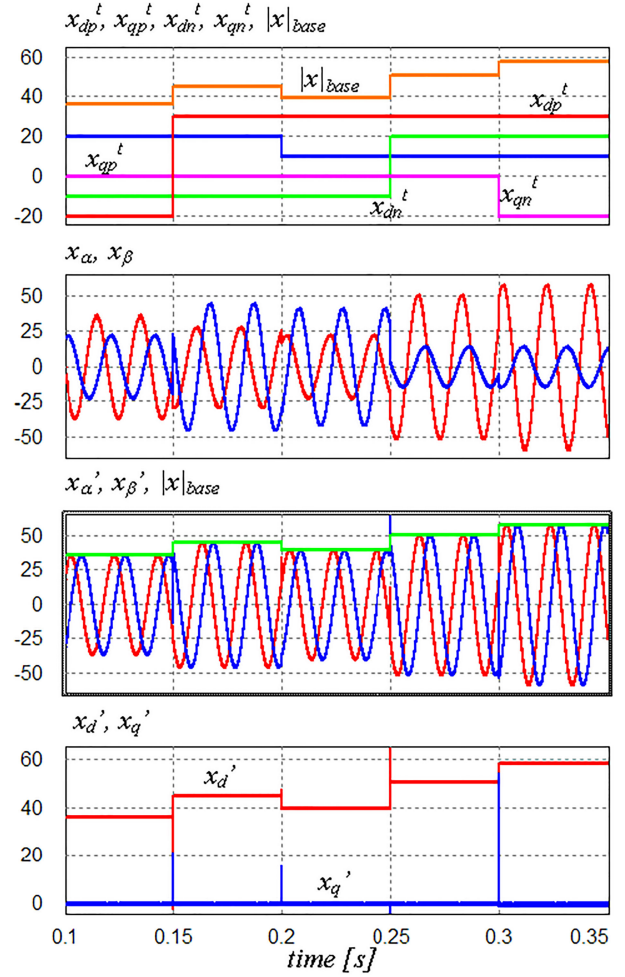 x_dp^t, x_qp^t, x_dn^t, x_qn^t, |x|_base
60
40
20
0
-20
|x|_base
x_dp^t
x_qp^t
x_dn^t
x_qn^t
x_α, x_β
50
25
0
-25
-50
x_α’, x_β’, |x|_base
50
25
0
-25
-50
x_d’, x_q’
60
40
20
0
x_d’
x_q’
0.1 0.15 0.2 0.25 0.3 0.35
time [s]